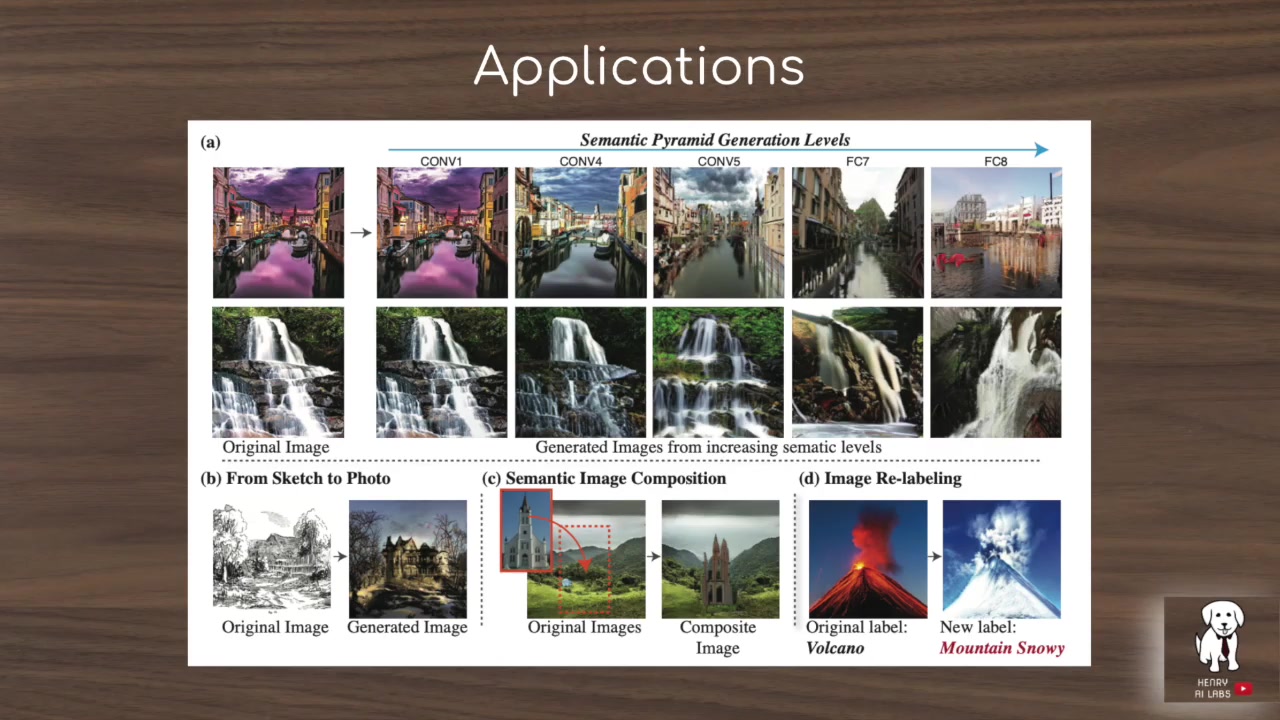 Applications
(a)
Semantic Pyramid Generation Levels
CONV1 CONV4 CONV5 FC7 FC8
Original Image
Generated Images from increasing sematic levels
(b) From Sketch to Photo
Original Image Generated Image
(c) Semantic Image Composition
Original Images
Composite
Image
(d) Image Re-labeling
Original label:
Volcano
New label:
Mountain Snowy
HENRY
AI LABS